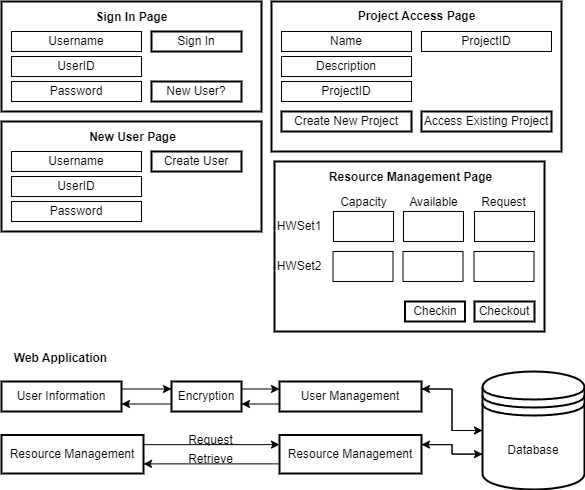 Sign In Page
Username
Sign In
UserID
Password
New User?
New User Page
Username
Create User
UserID
Password
Project Access Page
Name
ProjectID
Description
ProjectID
Create New Project
Access Existing Project
Resource Management Page
Capacity Available Request
HWSet1
HWSet2
Checkin
Checkout
Web Application
User Information
Encryption
User Management
Resource Management
Request
Retrieve
Resource Management
Database